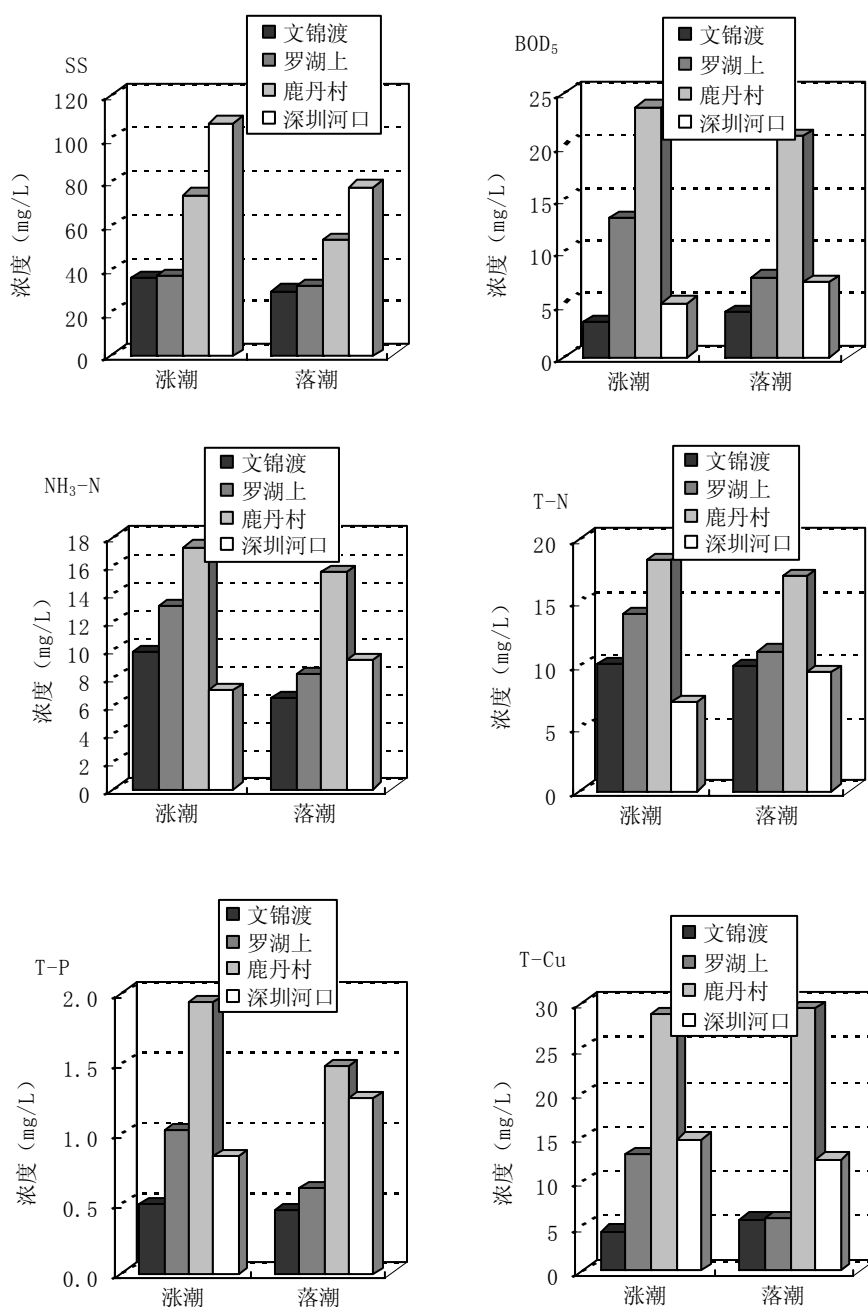 SS
文锦渡
罗湖上
鹿丹村
深圳河口
浓度（mg/L）
120
100
80
60
40
20
0
涨潮
落潮
BOD₅
文锦渡
罗湖上
鹿丹村
深圳河口
浓度（mg/L）
25
20
15
10
5
0
涨潮
落潮
NH₃-N
文锦渡
罗湖上
鹿丹村
深圳河口
浓度（mg/L）
18
16
14
12
10
8
6
4
2
0
涨潮
落潮
T-N
文锦渡
罗湖上
鹿丹村
深圳河口
浓度（mg/L）
20
15
10
5
0
涨潮
落潮
T-P
文锦渡
罗湖上
鹿丹村
深圳河口
浓度（mg/L）
2.0
1.5
1.0
0.5
0.0
涨潮
落潮
T-Cu
文锦渡
罗湖上
鹿丹村
深圳河口
浓度（mg/L）
30
25
20
15
10
5
0
涨潮
落潮